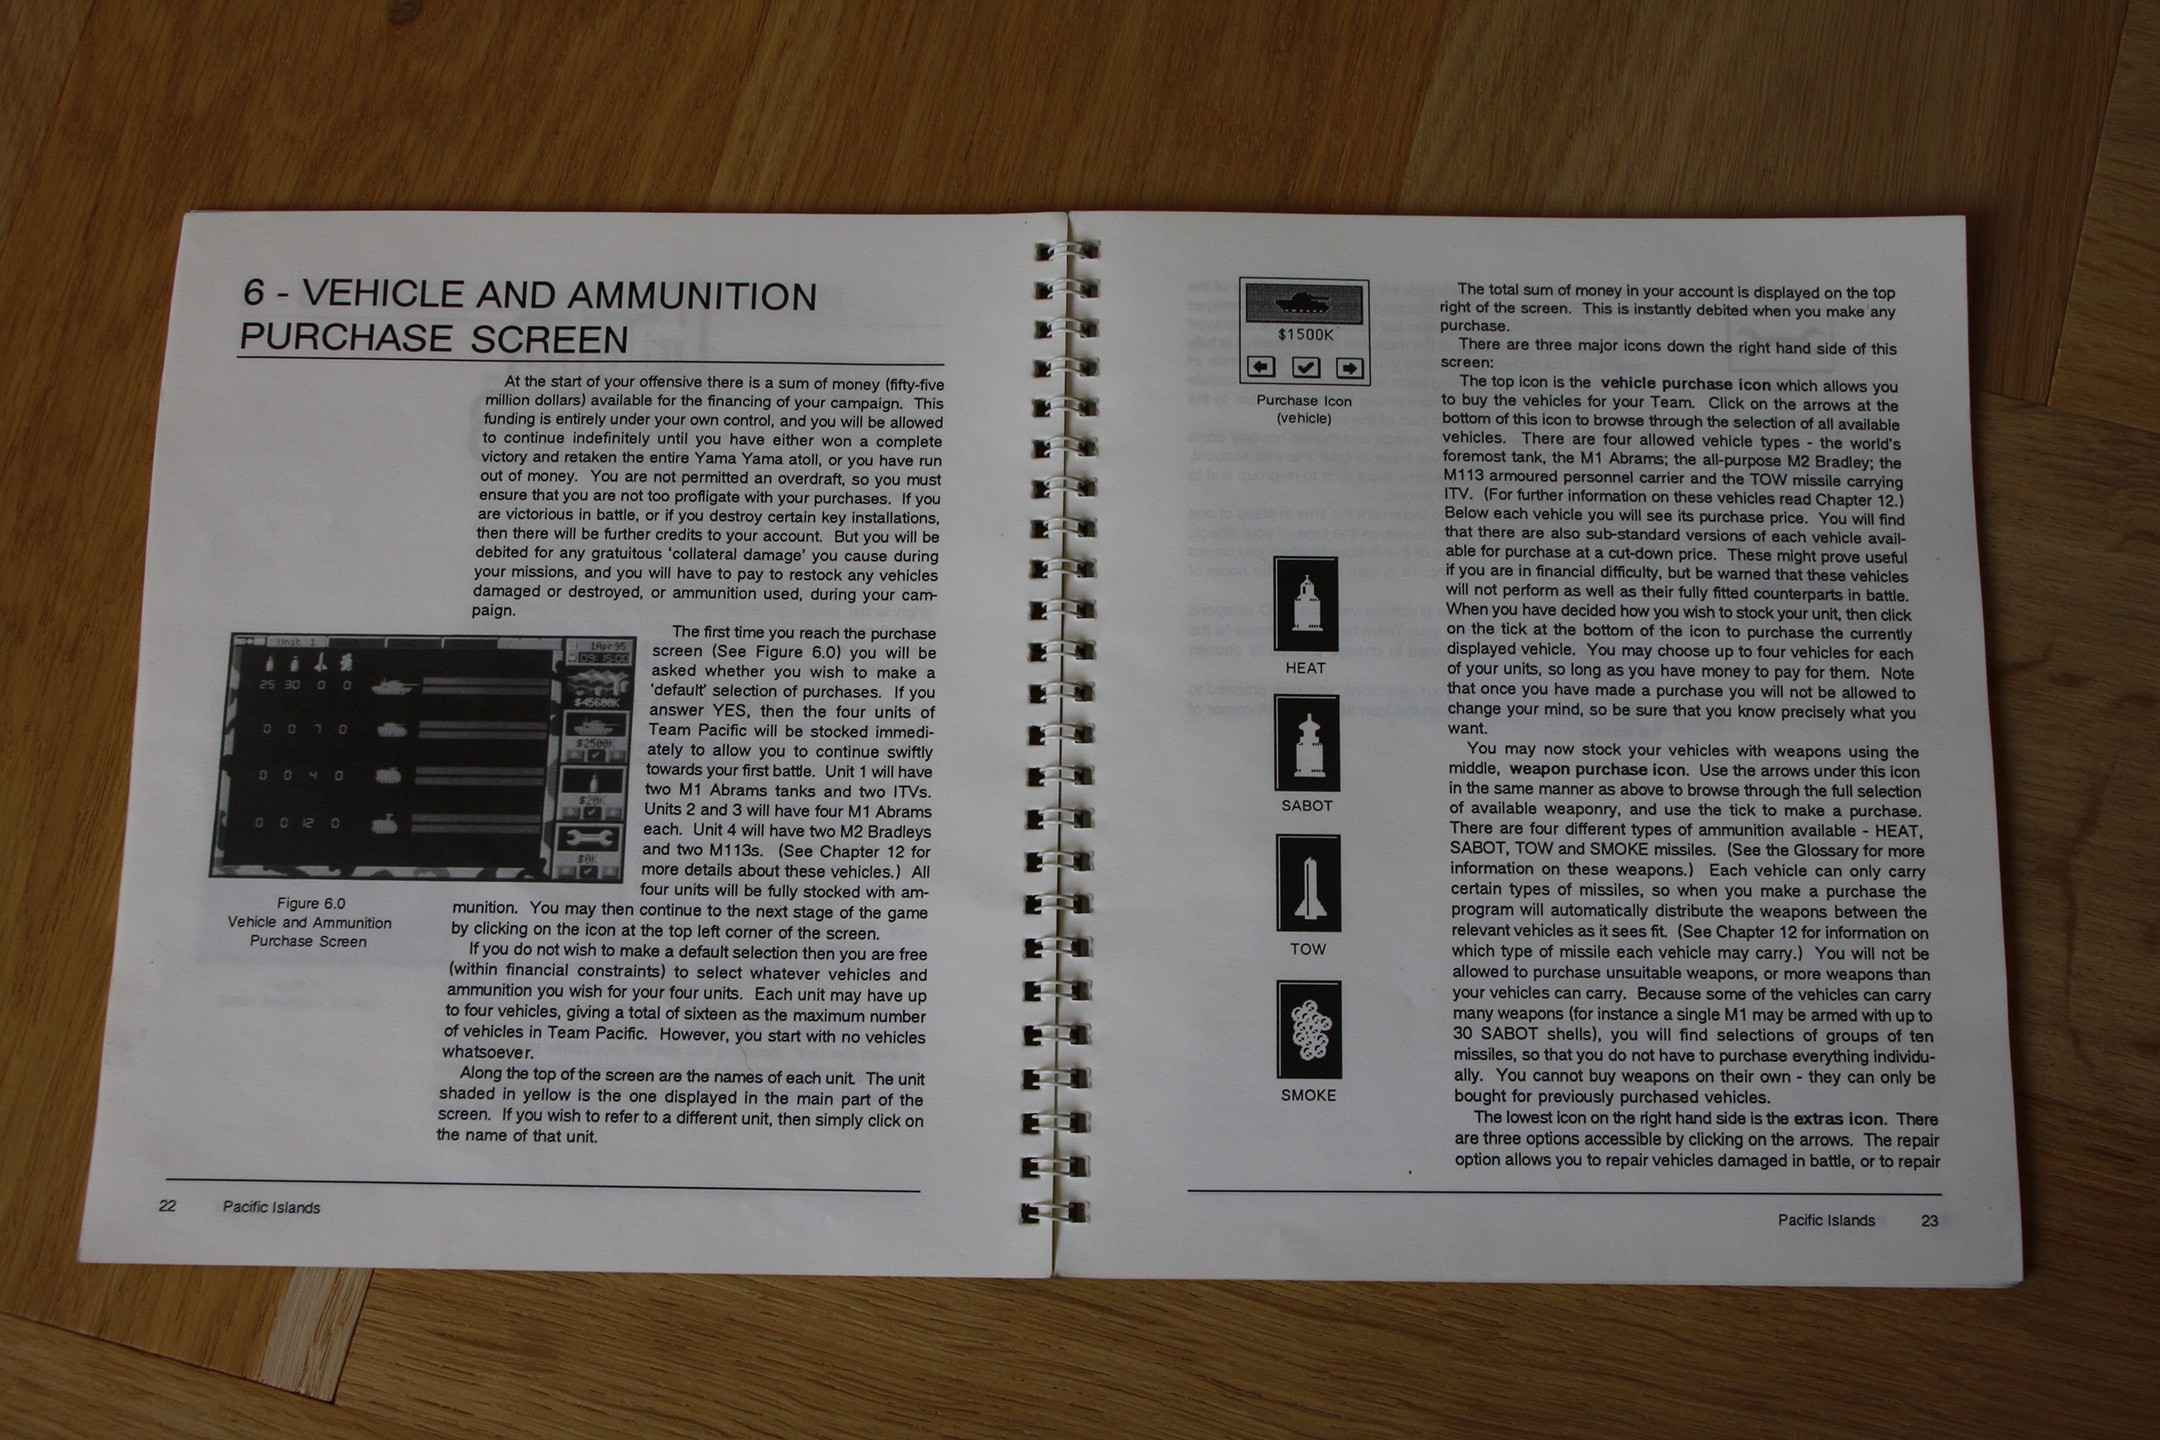 6 - VEHICLE AND AMMUNITION
PURCHASE SCREEN
At the start of your offensive there is a sum of money (fifty-five
million dollars) available for the financing of your campaign. This
funding is entirely under your own control, and you will be allowed
to continue indefinitely until you have either won a complete
victory and retaken the entire Yama Yama atoll, or you have run
out of money. You are not permitted an overdraft, so you must
ensure that you are not too profligate with your purchases. If you
are victorious in battle, or if you destroy certain key installations,
then there will be further credits to your account. But you will be
debited for any gratuitous 'collateral damage' you cause during
your missions, and you will have to pay to restock any vehicles
damaged or destroyed, or ammunition used, during your cam-
paign.
The first time you reach the purchase
screen (See Figure 6.0) you will be
asked whether you wish to make a
'default' selection of purchases. If you
answer YES, then the four units of
Team Pacific will be stocked immedi-
ately to allow you to continue swiftly
towards your first battle. Unit 1 will have
two M1 Abrams tanks and two ITVs.
Units 2 and 3 will have four M1 Abrams
each. Unit 4 will have two M2 Bradleys
and two M113s. (See Chapter 12 for
more details about these vehicles.) All
four units will be fully stocked with am-
munition. You may then continue to the next stage of the game
by clicking on the icon at the top left corner of the screen.
If you do not wish to make a default selection then you are free
(within financial constraints) to select whatever vehicles and
ammunition you wish for your four units. Each unit may have up
to four vehicles, giving a total of sixteen as the maximum number
of vehicles in Team Pacific. However, you start with no vehicles
whatsoever.
Along the top of the screen are the names of each unit. The unit
shaded in yellow is the one displayed in the main part of the
screen. If you wish to refer to a different unit, then simply click on
the name of that unit.
Unit 1
1Apr95
09:15:00
25 30 0 0
$45600K
0 0 7 0
$2500K
0 0 4 0
$20K
0 0 12 0
$0K
Figure 6.0
Vehicle and Ammunition
Purchase Screen
22 Pacific Islands
$1500K
Purchase Icon
(vehicle)
HEAT
SABOT
TOW
SMOKE
The total sum of money in your account is displayed on the top
right of the screen. This is instantly debited when you make any
purchase.
There are three major icons down the right hand side of this
screen:
The top icon is the vehicle purchase icon which allows you
to buy the vehicles for your Team. Click on the arrows at the
bottom of this icon to browse through the selection of all available
vehicles. There are four allowed vehicle types - the world's
foremost tank, the M1 Abrams; the all-purpose M2 Bradley; the
M113 armoured personnel carrier and the TOW missile carrying
ITV. (For further information on these vehicles read Chapter 12.)
Below each vehicle you will see its purchase price. You will find
that there are also sub-standard versions of each vehicle avail-
able for purchase at a cut-down price. These might prove useful
if you are in financial difficulty, but be warned that these vehicles
will not perform as well as their fully fitted counterparts in battle.
When you have decided how you wish to stock your unit, then click
on the tick at the bottom of the icon to purchase the currently
displayed vehicle. You may choose up to four vehicles for each
of your units, so long as you have money to pay for them. Note
that once you have made a purchase you will not be allowed to
change your mind, so be sure that you know precisely what you
want.
You may now stock your vehicles with weapons using the
middle, weapon purchase icon. Use the arrows under this icon
in the same manner as above to browse through the full selection
of available weaponry, and use the tick to make a purchase.
There are four different types of ammunition available - HEAT,
SABOT, TOW and SMOKE missiles. (See the Glossary for more
information on these weapons.) Each vehicle can only carry
certain types of missiles, so when you make a purchase the
program will automatically distribute the weapons between the
relevant vehicles as it sees fit. (See Chapter 12 for information on
which type of missile each vehicle may carry.) You will not be
allowed to purchase unsuitable weapons, or more weapons than
your vehicles can carry. Because some of the vehicles can carry
many weapons (for instance a single M1 may be armed with up to
30 SABOT shells), you will find selections of groups of ten
missiles, so that you do not have to purchase everything individu-
ally. You cannot buy weapons on their own - they can only be
bought for previously purchased vehicles.
The lowest icon on the right hand side is the extras icon. There
are three options accessible by clicking on the arrows. The repair
option allows you to repair vehicles damaged in battle, or to repair
Pacific Islands 23